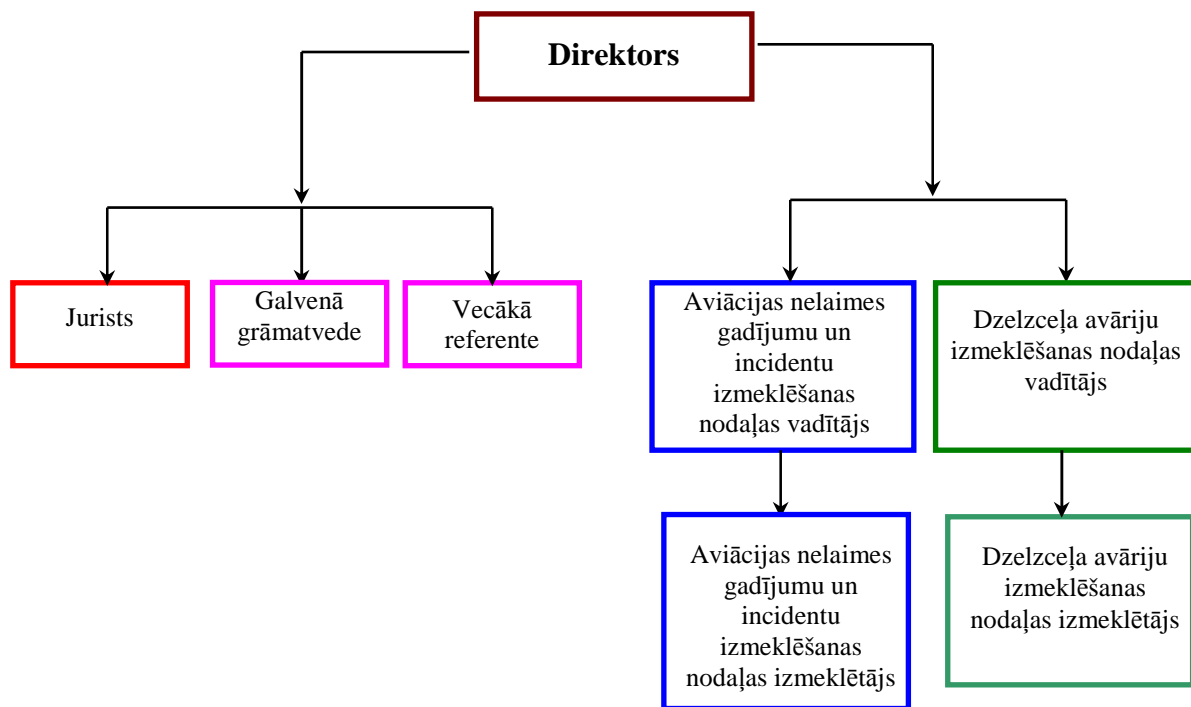 Direktors
Jurists
Galvenā
grāmatvede
Vecākā
referente
Aviācijas nelaimes
gadījumu un
incidentu
izmeklēšanas
nodaļas vadītājs
Dzelzceļa avāriju
izmeklēšanas nodaļas
vadītājs
Aviācijas nelaimes
gadījumu un
incidentu
izmeklēšanas
nodaļas izmeklētājs
Dzelzceļa avāriju
izmeklēšanas
nodaļas izmeklētājs